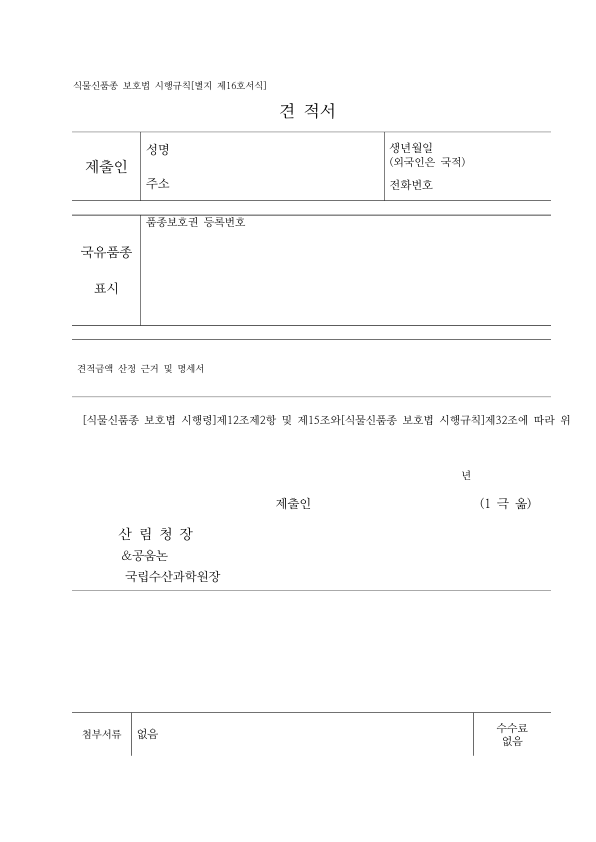 식물신품종 보호법 시행규칙[별지 제16호서식]
견 적서
제출인
성명
생년월일
(외국인은 국적)
주소
전화번호
품종보호권 등록번호
국유품종
표시
견적금액 산정 근거 및 명세서
[식물신품종 보호법 시행령]제12조제2항 및 제15조와[식물신품종 보호법 시행규칙]제32조에 따라 위
년
제출인 (1 극 옮)
산 림 청 장
&공움논
국립수산과학원장
첨부서류
없음
수수료
없음